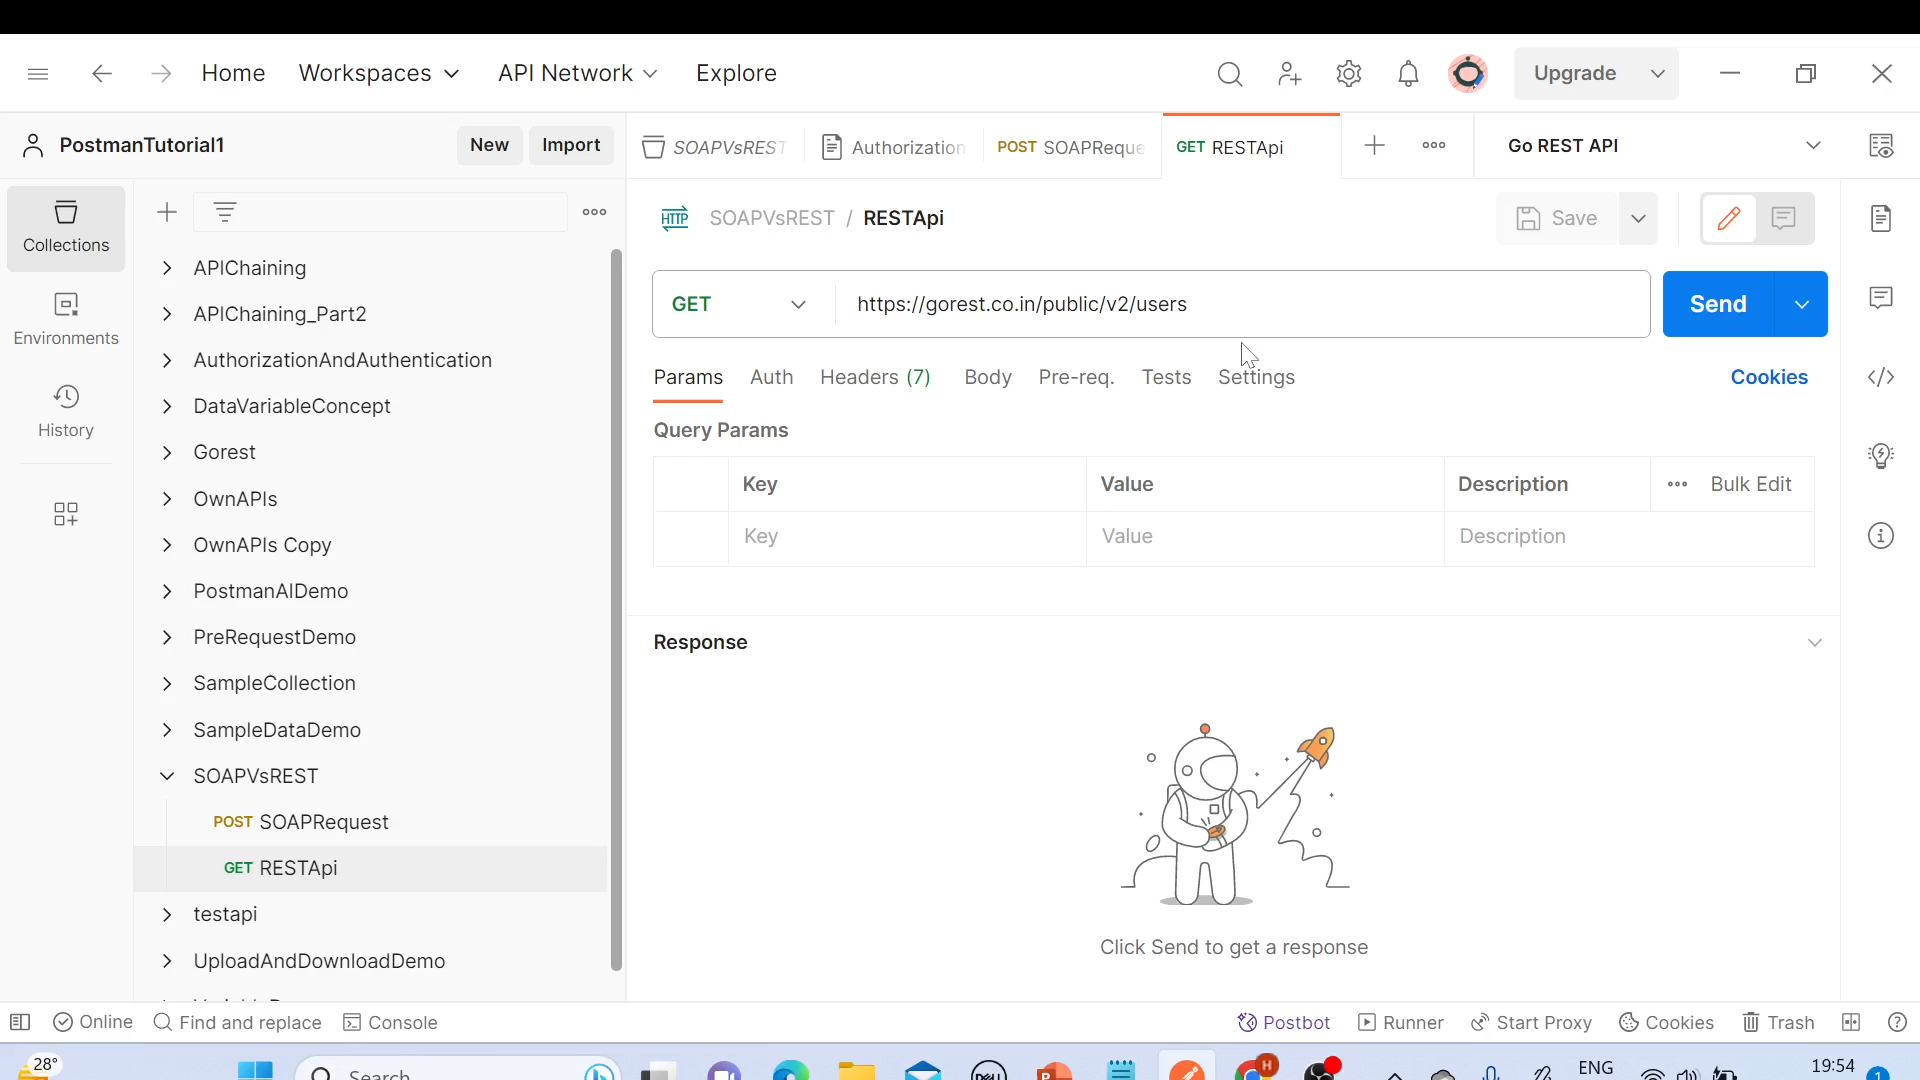 Home Workspaces API Network Explore Upgrade
PostmanTutorial1 New Import
SOAPVsREST Authorization POST SOAPReque GET RESTApi Go REST API
Collections
Environments
History
APIChaining
APIChaining_Part2
AuthorizationAndAuthentication
DataVariableConcept
Gorest
OwnAPIs
OwnAPIs Copy
PostmanAIDemo
PreRequestDemo
SampleCollection
SampleDataDemo
SOAPVsREST
POST SOAPRequest
GET RESTApi
testapi
UploadAndDownloadDemo
HTTP SOAPVsREST / RESTApi Save
GET https://gorest.co.in/public/v2/users Send
Params Auth Headers (7) Body Pre-req. Tests Settings Cookies
Query Params
Key Value Description Bulk Edit
Key Value Description
Response
Click Send to get a response
Online Find and replace Console Postbot Runner Start Proxy Cookies Trash
28° Search DELL P H ENG 19:54 1